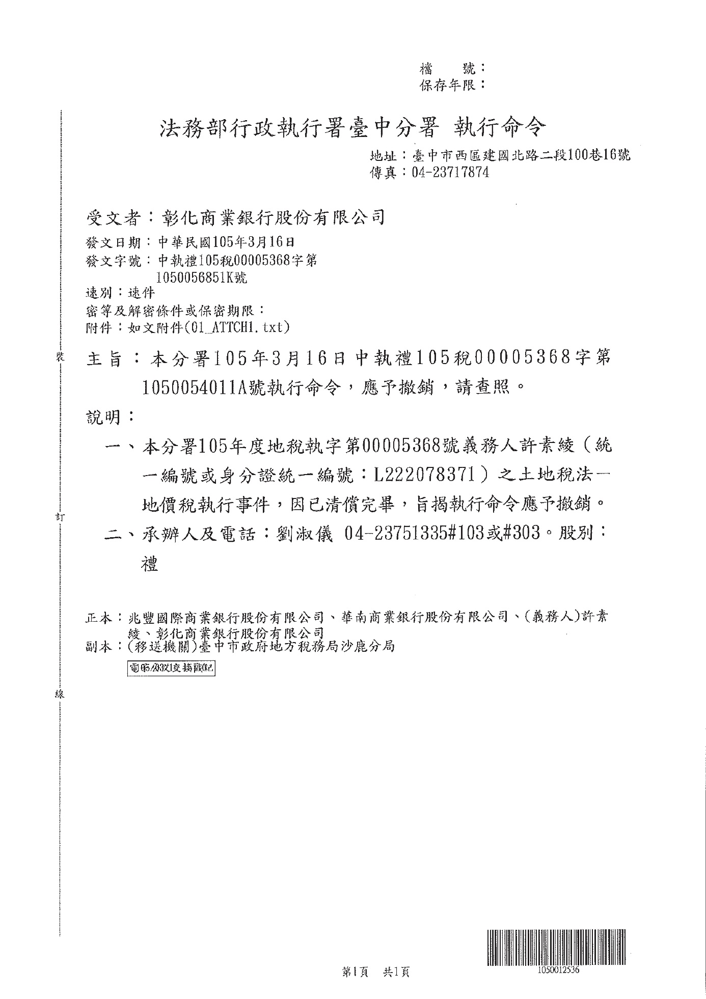 檔　　號：
保存年限：
法務部行政執行署臺中分署 執行命令
地址：臺中市西區建國北路二段100巷16號
傳真：04-23717874
受文者：彰化商業銀行股份有限公司
發文日期：中華民國105年3月16日
發文字號：中執禮105稅00005368字第
1050056851K號
速別：速件
密等及解密條件或保密期限：
附件：如文附件(01_ATTCH1.txt)
主旨：本分署105年3月16日中執禮105稅00005368字第
1050054011A號執行命令，應予撤銷，請查照。
說明：
一、本分署105年度地稅執字第00005368號義務人許素綾（統
一編號或身分證統一編號：L222078371）之土地稅法－
地價稅執行事件，因已清償完畢，旨揭執行命令應予撤銷。
二、承辦人及電話：劉淑儀 04-23751335#103或#303。股別：
禮
正本：兆豐國際商業銀行股份有限公司、華南商業銀行股份有限公司、(義務人)許素
綾、彰化商業銀行股份有限公司
副本：(移送機關)臺中市政府地方稅務局沙鹿分局
裝
訂
線
第1頁　共1頁
1050012536